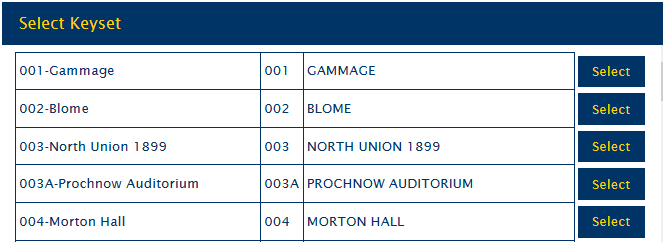 Select Keyset
001-Gammage 001 GAMMAGE Select
002-Blome 002 BLOME Select
003-North Union 1899 003 NORTH UNION 1899 Select
003A-Prochnow Auditorium 003A PROCHNOW AUDITORIUM Select
004-Morton Hall 004 MORTON HALL Select